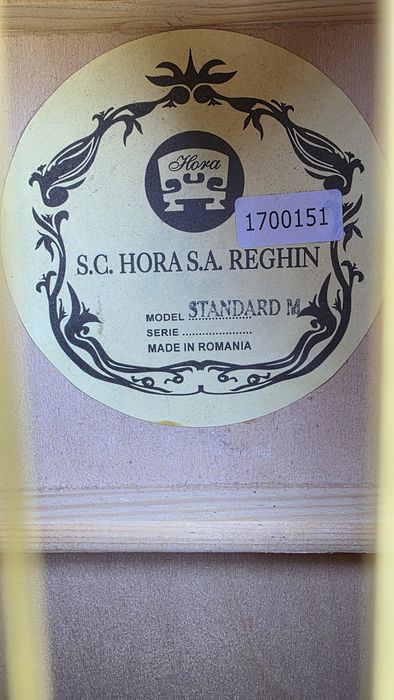 Hora
1700151
S.C. HORA S.A. REGHIN
MODEL STANDARD M
SERIE .....................
MADE IN ROMANIA